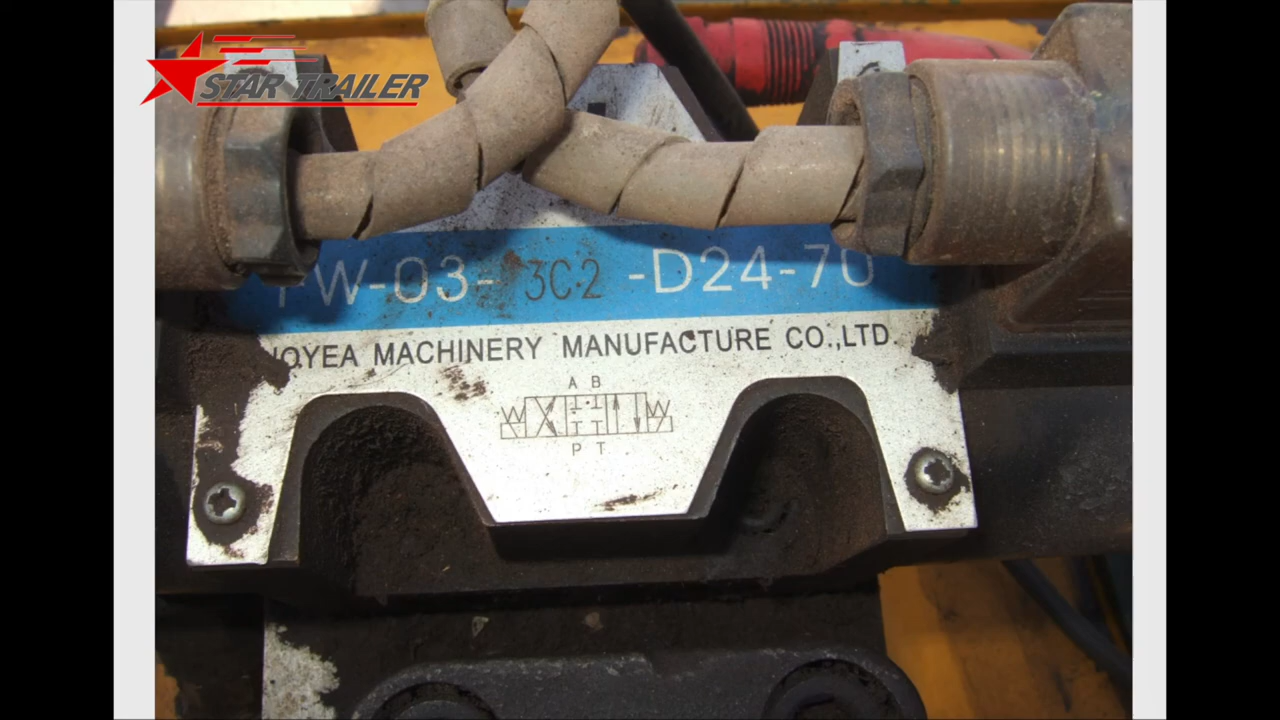 STAR TRAILER
W-03- 3C2 -D24-70
OYEA MACHINERY MANUFACTURE CO.,LTD.
A B
P T